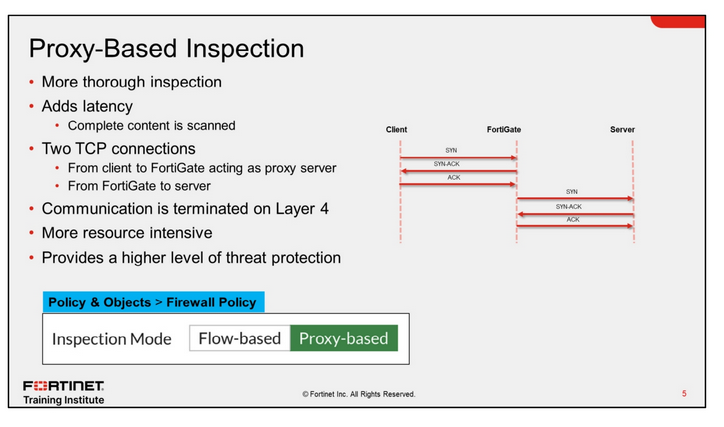 Proxy-Based Inspection
• More thorough inspection
• Adds latency
• Complete content is scanned
• Two TCP connections
• From client to FortiGate acting as proxy server
• From FortiGate to server
• Communication is terminated on Layer 4
• More resource intensive
• Provides a higher level of threat protection
Client FortiGate Server
SYN
SYN-ACK
ACK
SYN
SYN-ACK
ACK
Policy & Objects > Firewall Policy
Inspection Mode Flow-based Proxy-based
FORTINET
Training Institute
© Fortinet Inc. All Rights Reserved.
5